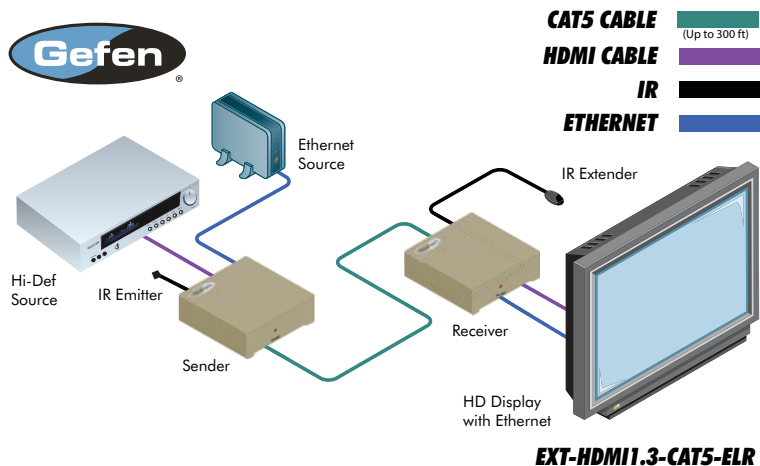 Gefen
®
CAT5 CABLE
(Up to 300 ft)
HDMI CABLE
IR
ETHERNET
Ethernet
Source
IR Extender
Hi-Def
Source
IR Emitter
Sender
Receiver
HD Display
with Ethernet
EXT-HDMI1.3-CAT5-ELR